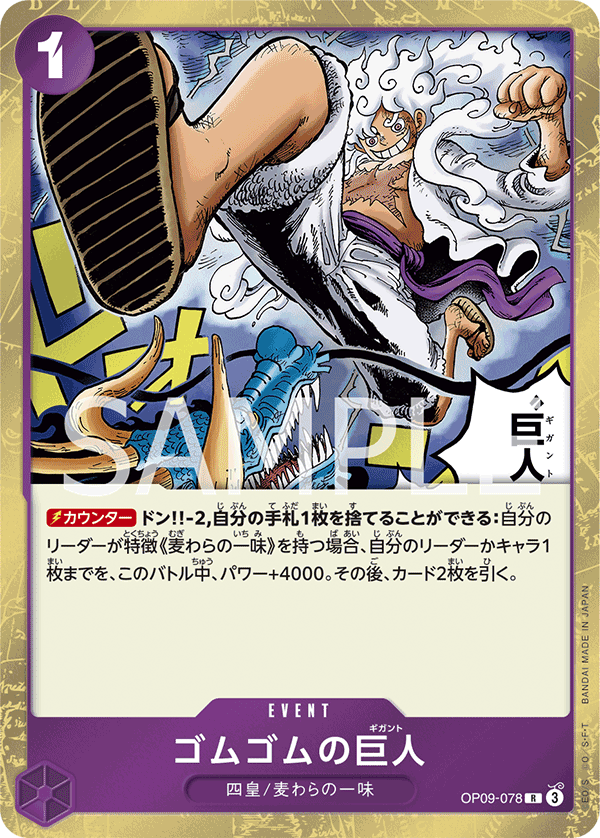 1
ドン
巨人
ギガント
SAMPLE
カウンター ドン!!-2,自分の手札1枚を捨てることができる：自分の
リーダーが特徴《麦わらの一味》を持つ場合、自分のリーダーかキャラ1
枚までを、このバトル中、パワー+4000。その後、カード2枚を引く。
EVENT
ギガント
ゴムゴムの巨人
四皇/麦わらの一味
OP09-078 R 3
BANDAI MADE IN JAPAN